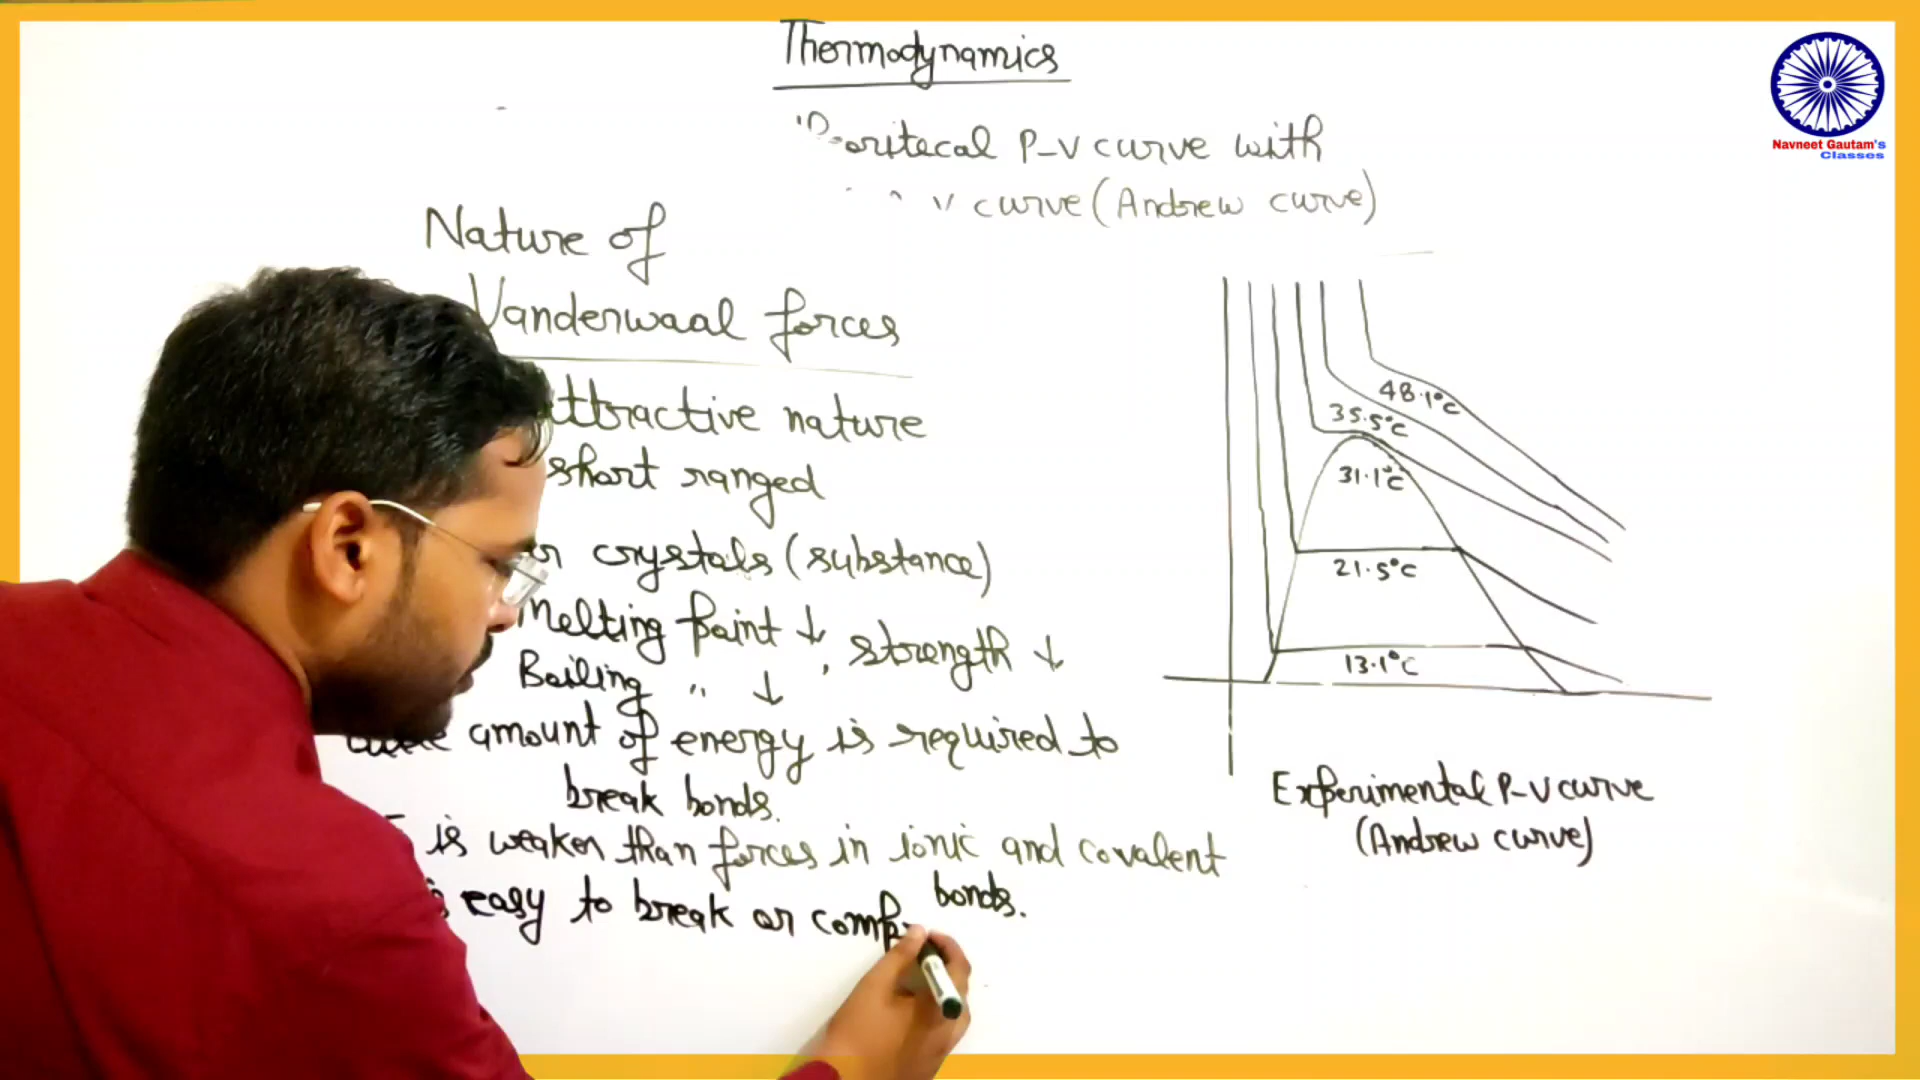 Thermodynamics
P-V curve with
V curve (Andrew curve)
Navneet Gautam's
Classes
Nature of
Vanderwaal forces
attractive nature
short ranged
crystals (substance)
Melting Point ↓, strength ↓
Boiling " ↓
amount of energy is required to
break bonds.
is weaker than forces in ionic and covalent
bonds.
easy to break or comp
48.1°C
35.5°C
31.1°C
21.5°C
13.1°C
Experimental P-V curve
(Andrew curve)